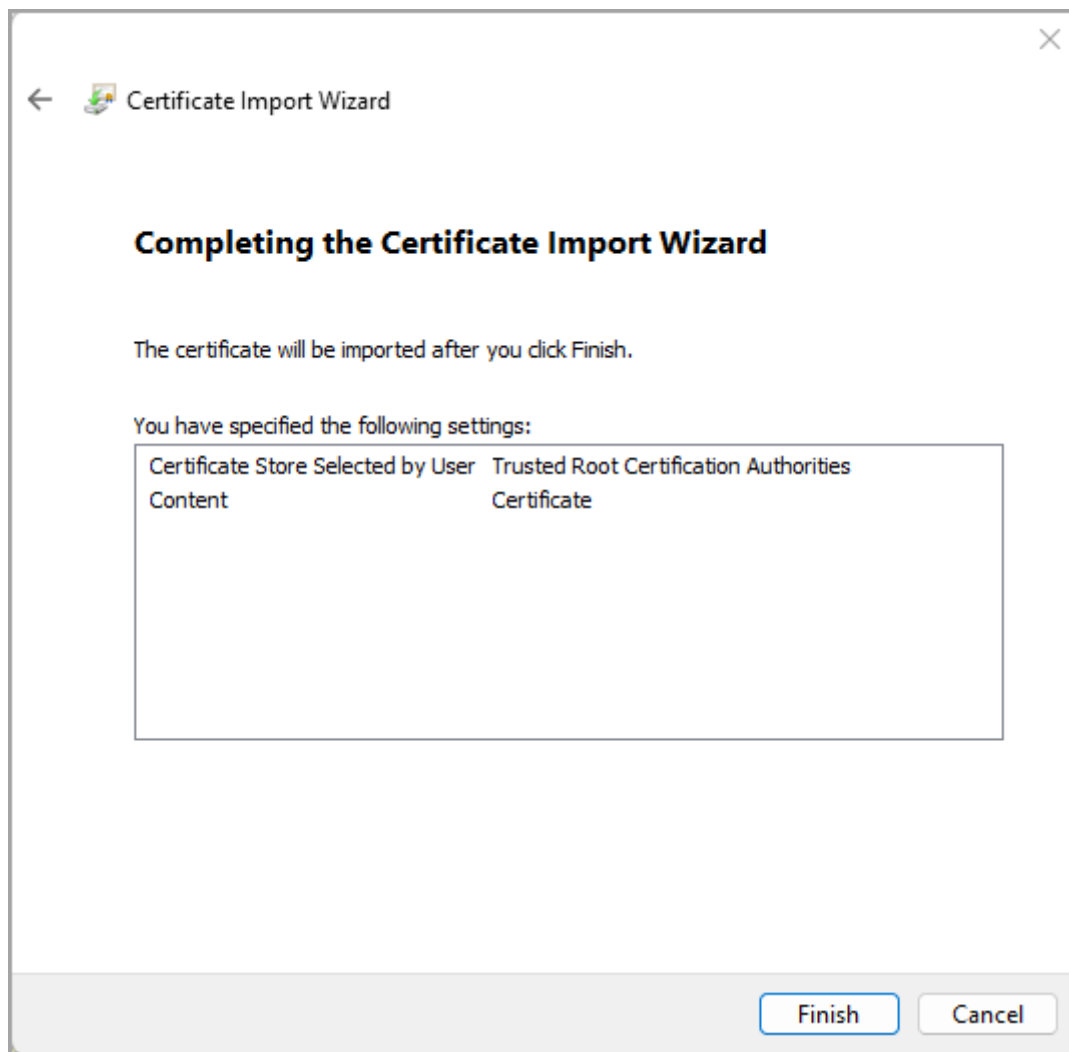 Certificate Import Wizard
Completing the Certificate Import Wizard
The certificate will be imported after you click Finish.
You have specified the following settings:
Certificate Store Selected by User Trusted Root Certification Authorities
Content Certificate
Finish Cancel